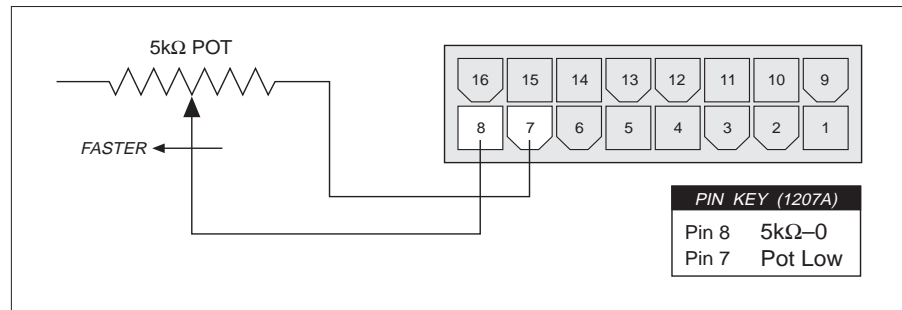 5kΩ POT
16 15 14 13 12 11 10 9
8 7 6 5 4 3 2 1
FASTER
PIN KEY (1207A)
Pin 8 5kΩ–0
Pin 7 Pot Low